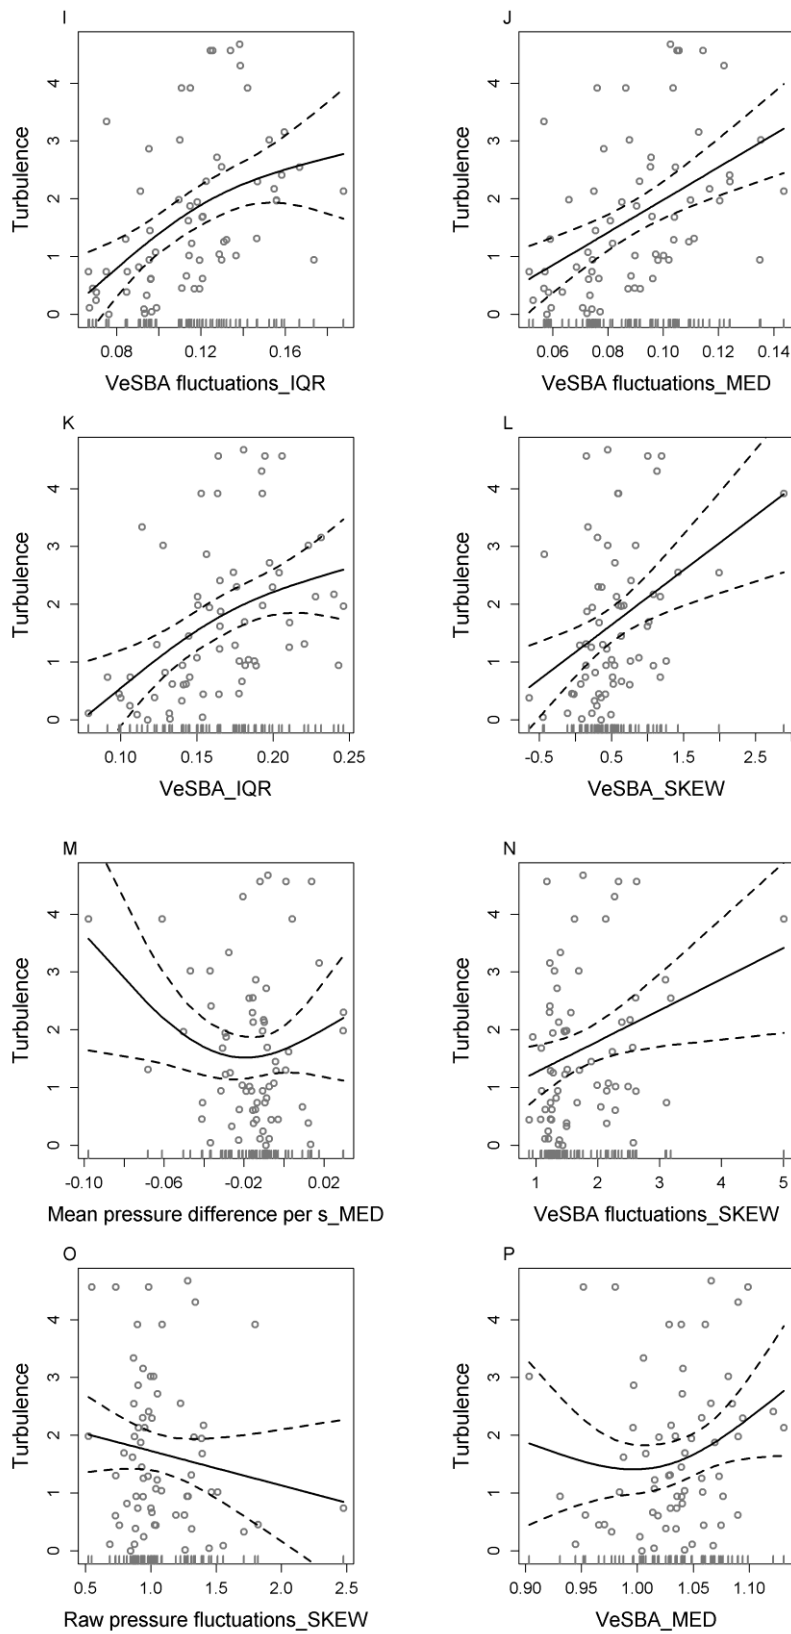 I
J
4
3
2
1
0
Turbulence
0.08 0.12 0.16
VeSBA fluctuations_IQR
4
3
2
1
0
Turbulence
0.06 0.08 0.10 0.12 0.14
VeSBA fluctuations_MED
K
L
4
3
2
1
0
Turbulence
0.10 0.15 0.20 0.25
VeSBA_IQR
4
3
2
1
0
Turbulence
-0.5 0.5 1.5 2.5
VeSBA_SKEW
M
N
4
3
2
1
0
Turbulence
-0.10 -0.06 -0.02 0.02
Mean pressure difference per s_MED
4
3
2
1
0
Turbulence
1 2 3 4 5
VeSBA fluctuations_SKEW
O
P
4
3
2
1
0
Turbulence
0.5 1.0 1.5 2.0 2.5
Raw pressure fluctuations_SKEW
4
3
2
1
0
Turbulence
0.90 0.95 1.00 1.05 1.10
VeSBA_MED